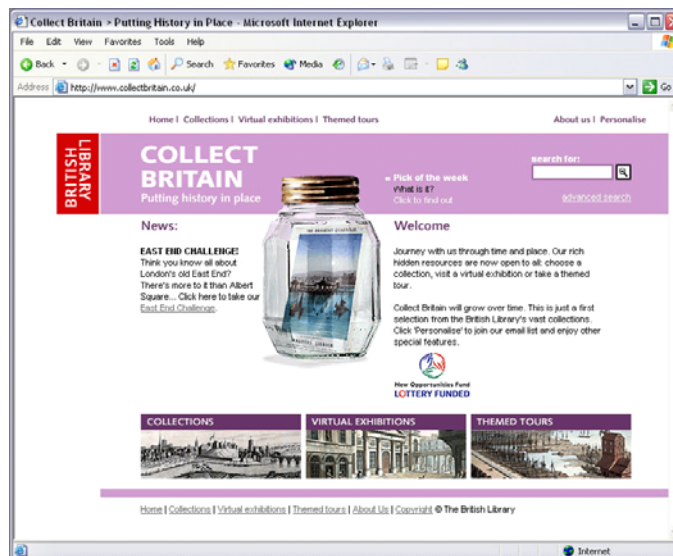 Collect Britain > Putting History in Place - Microsoft Internet Explorer
File Edit View Favorites Tools Help
Back Search Favorites Media
Address http://www.collectbritain.co.uk/ Go
Home | Collections | Virtual exhibitions | Themed tours About us | Personalise
BRITISH
LIBRARY
COLLECT
BRITAIN
Putting history in place
Pick of the week
What is it?
Click to find out
search for:
advanced search
News:
EAST END CHALLENGE!
Think you know all about
London's old East End?
There's more to it than Albert
Square... Click here to take our
East End Challenge.
Welcome
Journey with us through time and place. Our rich
hidden resources are now open to all: choose a
collection, visit a virtual exhibition or take a themed
tour.
Collect Britain will grow over time. This is just a first
selection from the British Library's vast collections.
Click 'Personalise' to join our email list and enjoy other
special features.
New Opportunities Fund
LOTTERY FUNDED
COLLECTIONS VIRTUAL EXHIBITIONS THEMED TOURS
Home | Collections | Virtual exhibitions | Themed tours | About Us | Copyright © The British Library
Internet